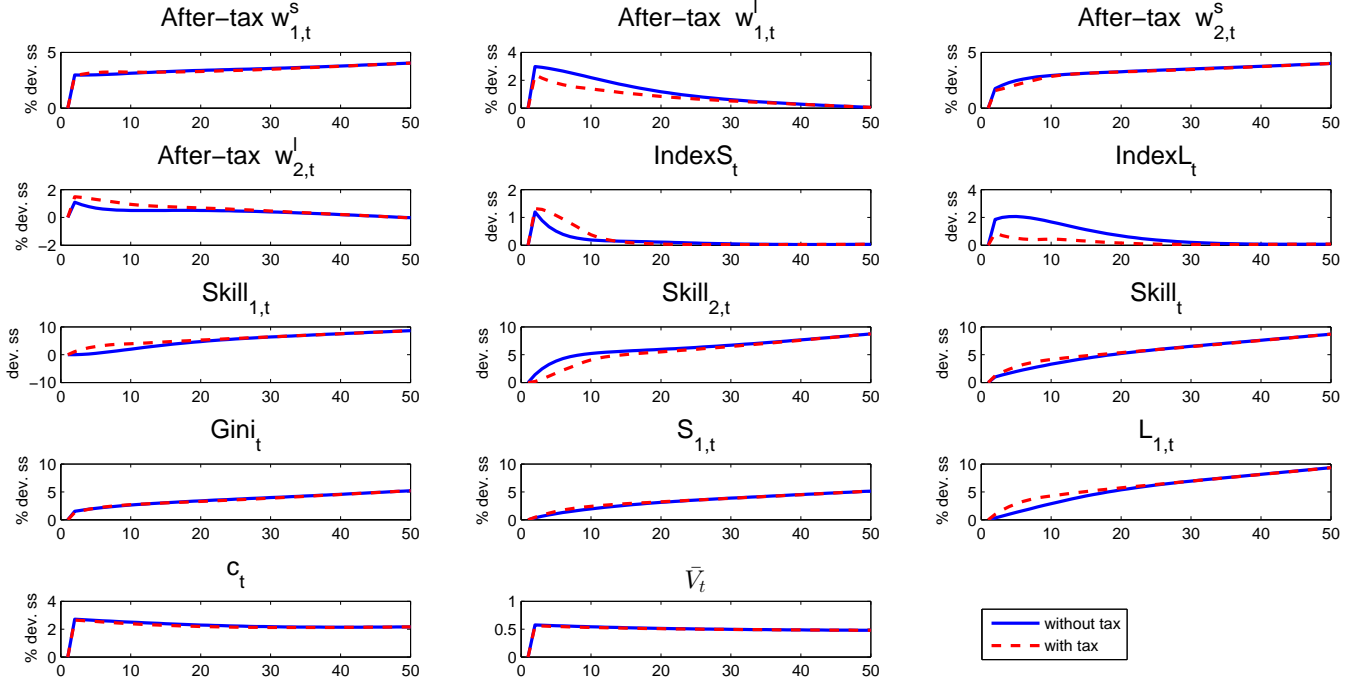 After−tax w^s_{1,t}
After−tax w^l_{1,t}
After−tax w^s_{2,t}
% dev. ss
5
0
0 10 20 30 40 50
% dev. ss
4
2
0
0 10 20 30 40 50
% dev. ss
5
0
0 10 20 30 40 50
After−tax w^l_{2,t}
IndexS_t
IndexL_t
% dev. ss
2
0
−2
0 10 20 30 40 50
dev. ss
2
1
0
0 10 20 30 40 50
dev. ss
4
2
0
0 10 20 30 40 50
Skill_{1,t}
Skill_{2,t}
Skill_t
dev. ss
10
0
−10
0 10 20 30 40 50
dev. ss
10
5
0
0 10 20 30 40 50
dev. ss
10
5
0
0 10 20 30 40 50
Gini_t
S_{1,t}
L_{1,t}
% dev. ss
10
5
0
0 10 20 30 40 50
% dev. ss
10
5
0
0 10 20 30 40 50
% dev. ss
10
5
0
0 10 20 30 40 50
c_t
V̄_t
% dev. ss
4
2
0
0 10 20 30 40 50
% dev. ss
1
0.5
0
0 10 20 30 40 50
without tax
with tax